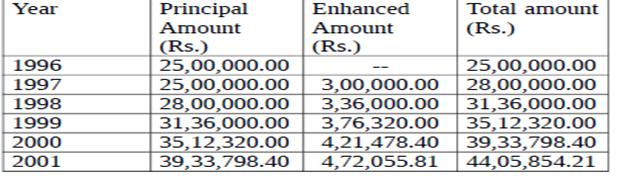 Year Principal Amount (Rs.) Enhanced Amount (Rs.) Total amount (Rs.)
1996 25,00,000.00 -- 25,00,000.00
1997 25,00,000.00 3,00,000.00 28,00,000.00
1998 28,00,000.00 3,36,000.00 31,36,000.00
1999 31,36,000.00 3,76,320.00 35,12,320.00
2000 35,12,320.00 4,21,478.40 39,33,798.40
2001 39,33,798.40 4,72,055.81 44,05,854.21